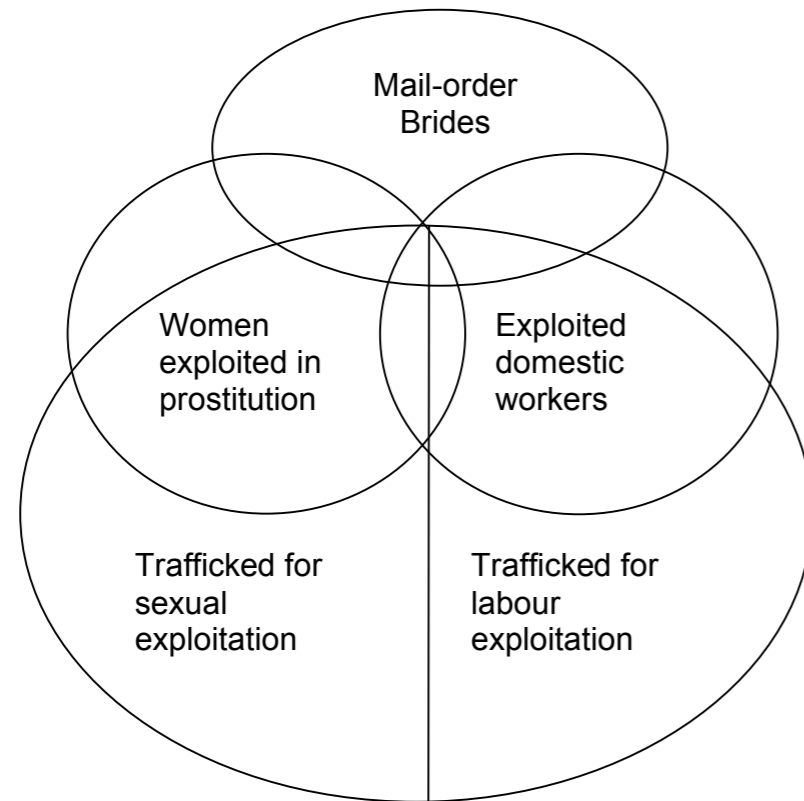 Mail-order
Brides
Women
exploited in
prostitution
Exploited
domestic
workers
Trafficked for
sexual
exploitation
Trafficked for
labour
exploitation